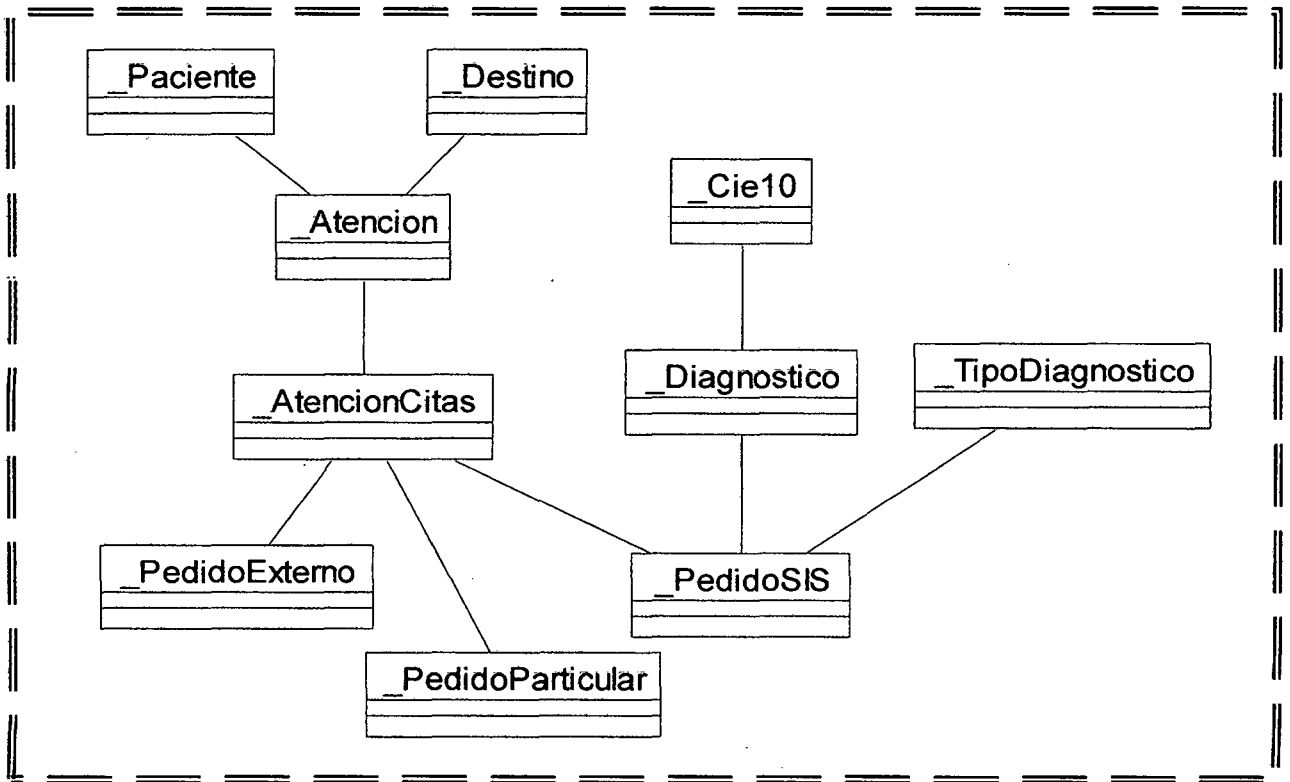 _Paciente
_Destino
_Cie10
_Atencion
_Diagnostico
_TipoDiagnostico
_AtencionCitas
_PedidoExterno
_PedidoSIS
_PedidoParticular